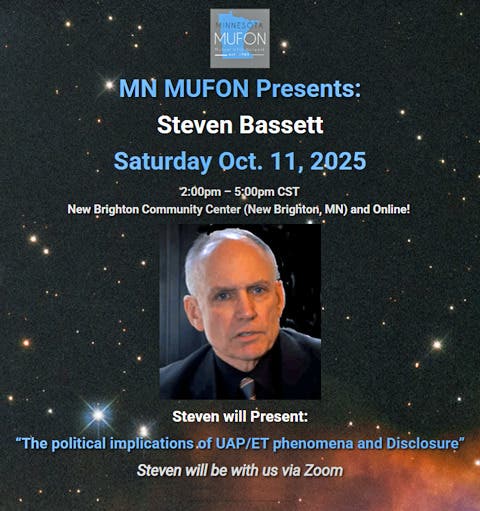 MINNESOTA
MUFON
MN MUFON Presents:
Steven Bassett
Saturday Oct. 11, 2025
2:00pm – 5:00pm CST
New Brighton Community Center (New Brighton, MN) and Online!
Steven will Present:
“The political implications of UAP/ET phenomena and Disclosure”
Steven will be with us via Zoom